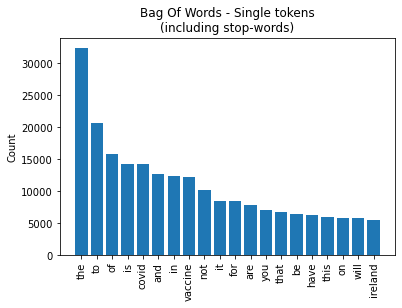 Bag Of Words - Single tokens
(including stop-words)
Count
30000
25000
20000
15000
10000
5000
0
the
to
of
is
covid
and
in
vaccine
not
it
for
are
you
that
be
have
this
on
will
ireland